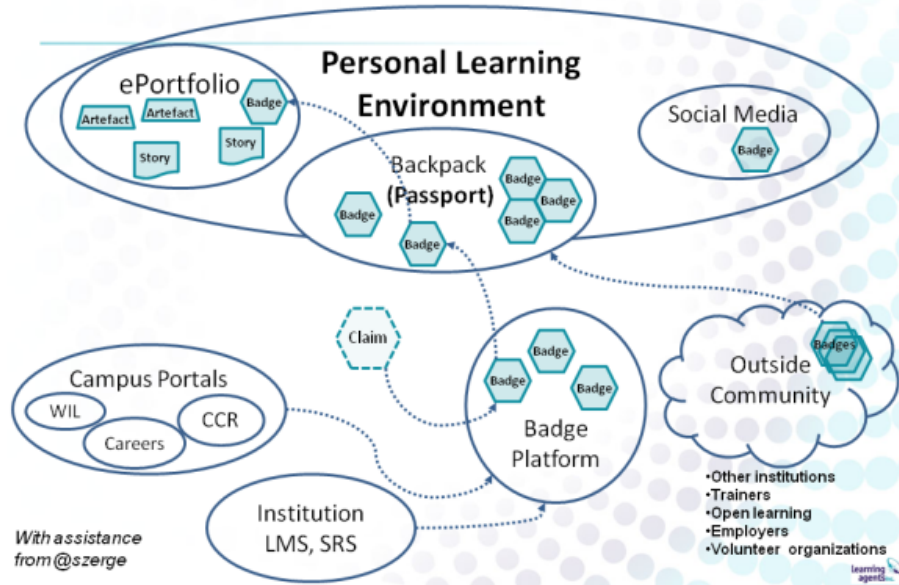 Personal Learning
Environment
ePortfolio
Artefact
Artefact
Badge
Story
Story
Social Media
Badge
Backpack
(Passport)
Badge
Badge
Badge
Badge
Badge
Claim
Campus Portals
WIL
Careers
CCR
Badge
Badge
Badge
Badge
Platform
Badges
Outside
Community
•Other institutions
•Trainers
•Open learning
•Employers
•Volunteer organizations
Institution
LMS, SRS
With assistance
from @szerge
learning
agents